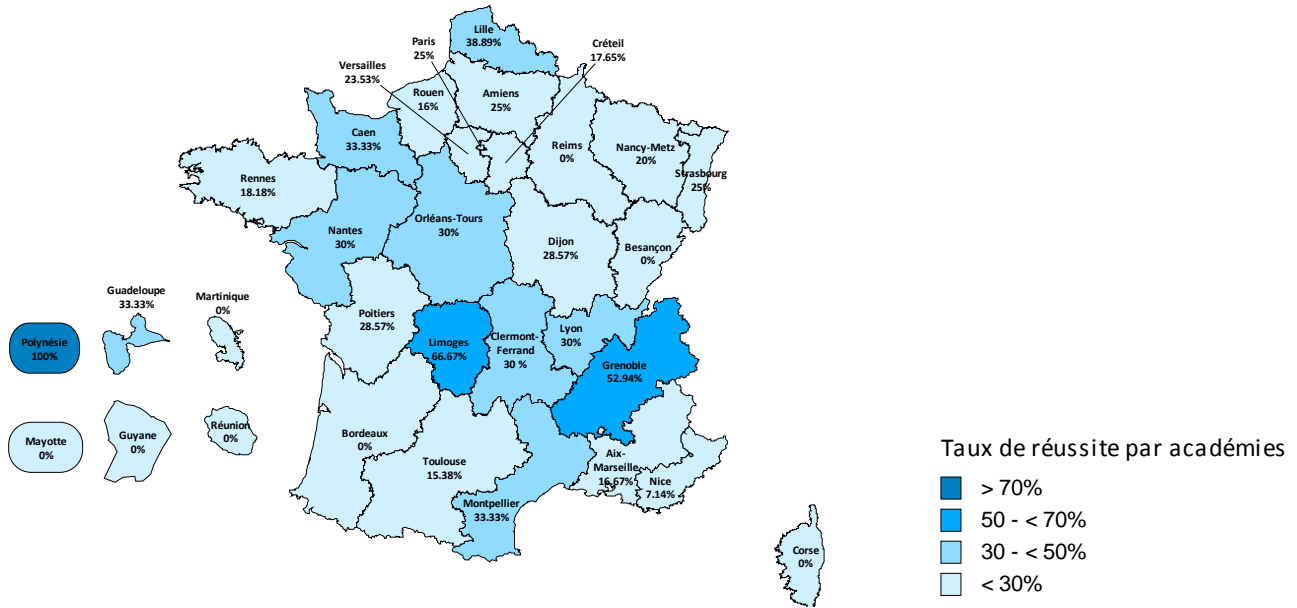 Lille
38.89%
Paris
25%
Créteil
17.65%
Versailles
23.53%
Rouen
16%
Amiens
25%
Caen
33.33%
Reims
0%
Nancy-Metz
20%
Strasbourg
25%
Rennes
18.18%
Nantes
30%
Orléans-Tours
30%
Dijon
28.57%
Besançon
0%
Guadeloupe
33.33%
Martinique
0%
Polynésie
100%
Poitiers
28.57%
Limoges
66.67%
Clermont-
Ferrand
30 %
Lyon
30%
Grenoble
52.94%
Mayotte
0%
Guyane
0%
Réunion
0%
Bordeaux
0%
Toulouse
15.38%
Aix-
Marseille
16.67%
Nice
7.14%
Montpellier
33.33%
Corse
0%
Taux de réussite par académies
> 70%
50 - < 70%
30 - < 50%
< 30%